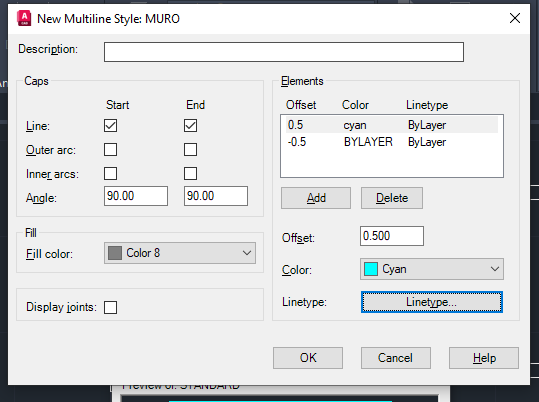 A
CAD
New Multiline Style: MURO
Description:
Caps
Start End
Line:
Outer arc:
Inner arcs:
Angle: 90.00 90.00
Fill
Fill color: Color 8
Display joints:
Elements
Offset Color Linetype
0.5 cyan ByLayer
-0.5 BYLAYER ByLayer
Add Delete
Offset: 0.500
Color: Cyan
Linetype: Linetype...
OK Cancel Help
Preview of: STANDARD